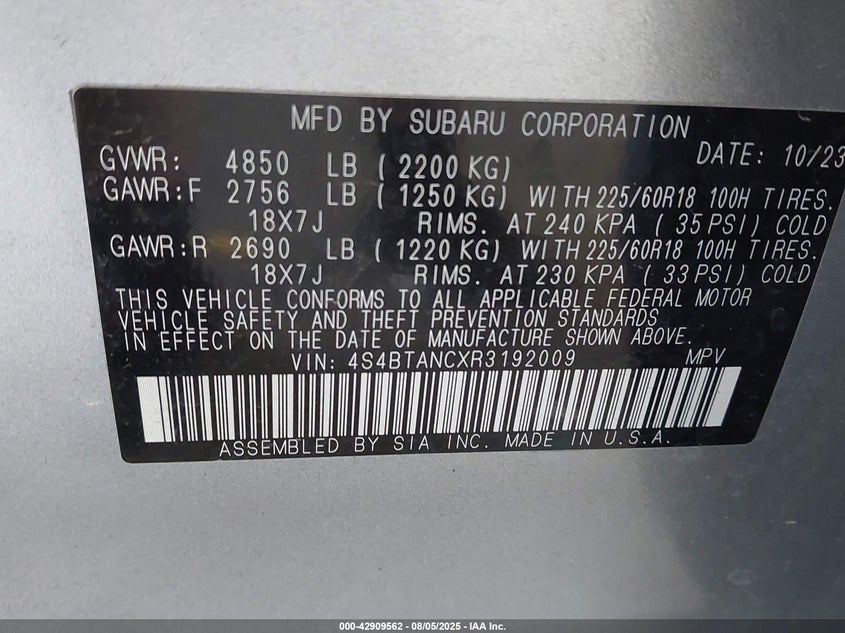 MFD BY SUBARU CORPORATION
GVWR: 4850 LB ( 2200 KG) DATE: 10/23
GAWR:F 2756 LB ( 1250 KG) WITH 225/60R18 100H TIRES.
18X7J RIMS. AT 240 KPA ( 35 PSI) COLD
GAWR:R 2690 LB ( 1220 KG) WITH 225/60R18 100H TIRES.
18X7J RIMS. AT 230 KPA ( 33 PSI) COLD
THIS VEHICLE CONFORMS TO ALL APPLICABLE FEDERAL MOTOR
VEHICLE SAFETY AND THEFT PREVENTION STANDARDS
IN EFFECT ON THE DATE OF MANUFACTURE SHOWN ABOVE.
VIN: 4S4BTANCXR3192009 MPV
ASSEMBLED BY SIA INC. MADE IN U.S.A.
000-42909562 - 08/05/2025 - IAA Inc.